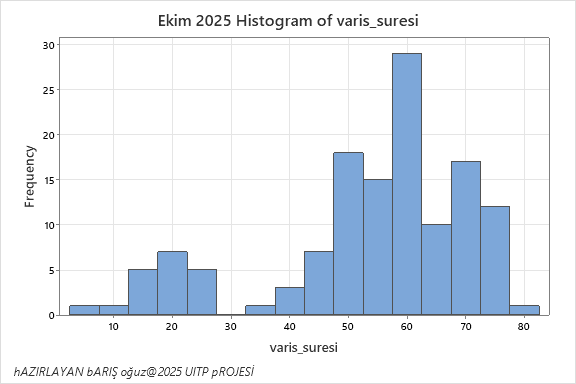 Ekim 2025 Histogram of varis_suresi
30
25
20
15
10
5
0
Frequency
10 20 30 40 50 60 70 80
varis_suresi
hAZIRLAYAN bARIŞ oğuz@2025 UITP pROJESİ